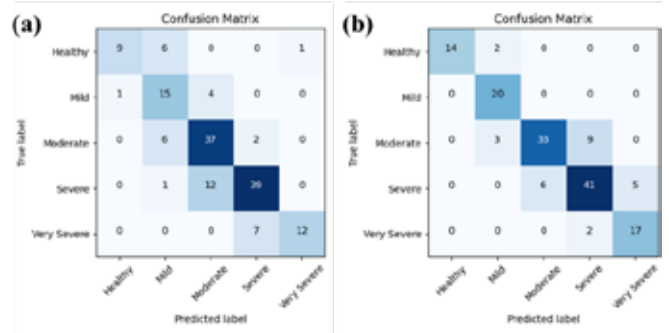 (a)
Confusion Matrix
True label
Healthy 9 6 0 0 1
Mild 1 15 4 0 0
Moderate 0 6 37 2 0
Severe 0 1 12 39 0
Very Severe 0 0 0 7 12
Healthy Mild Moderate Severe Very Severe
Predicted label
(b)
Confusion Matrix
True label
Healthy 14 2 0 0 0
Mild 0 20 0 0 0
Moderate 0 3 33 9 0
Severe 0 0 6 41 5
Very Severe 0 0 0 2 17
Healthy Mild Moderate Severe Very Severe
Predicted label